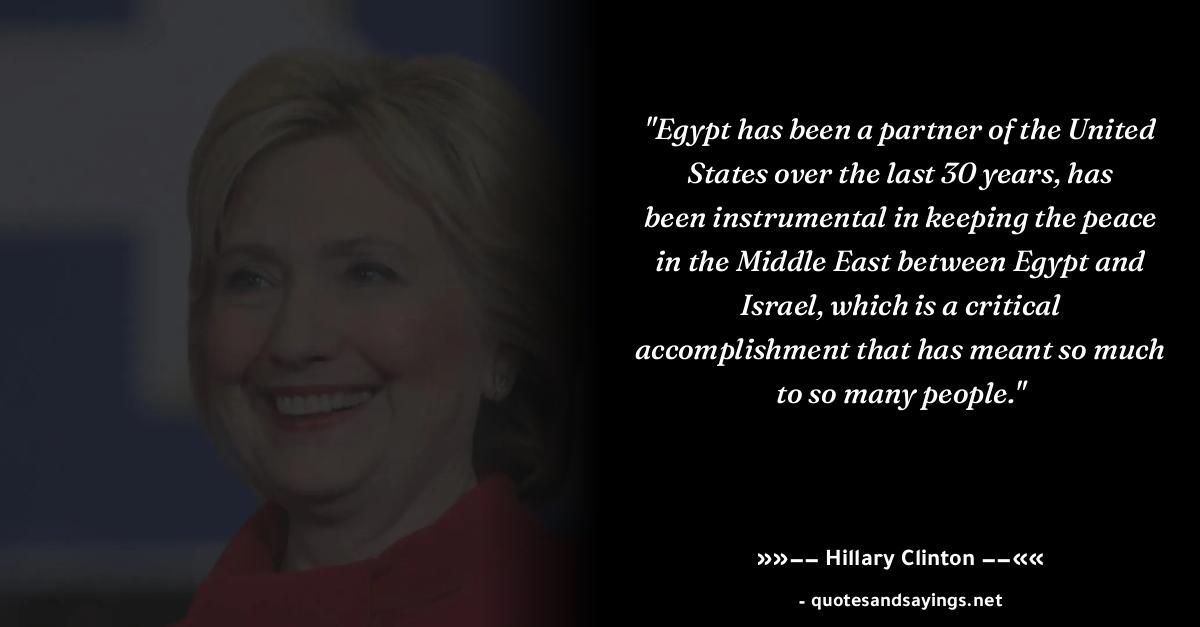 "Egypt has been a partner of the United
States over the last 30 years, has
been instrumental in keeping the peace
in the Middle East between Egypt and
Israel, which is a critical
accomplishment that has meant so much
to so many people."
»»−− Hillary Clinton −−««
- quotesandsayings.net